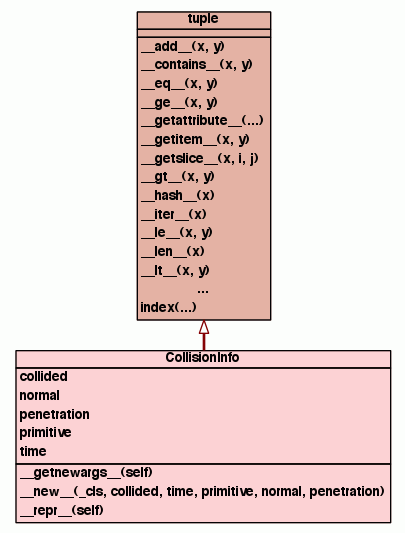 tuple
__add__(x, y)
__contains__(x, y)
__eq__(x, y)
__ge__(x, y)
__getattribute__(...)
__getitem__(x, y)
__getslice__(x, i, j)
__gt__(x, y)
__hash__(x)
__iter__(x)
__le__(x, y)
__len__(x)
__lt__(x, y)
...
index(...)
CollisionInfo
collided
normal
penetration
primitive
time
__getnewargs__(self)
__new__(_cls, collided, time, primitive, normal, penetration)
__repr__(self)